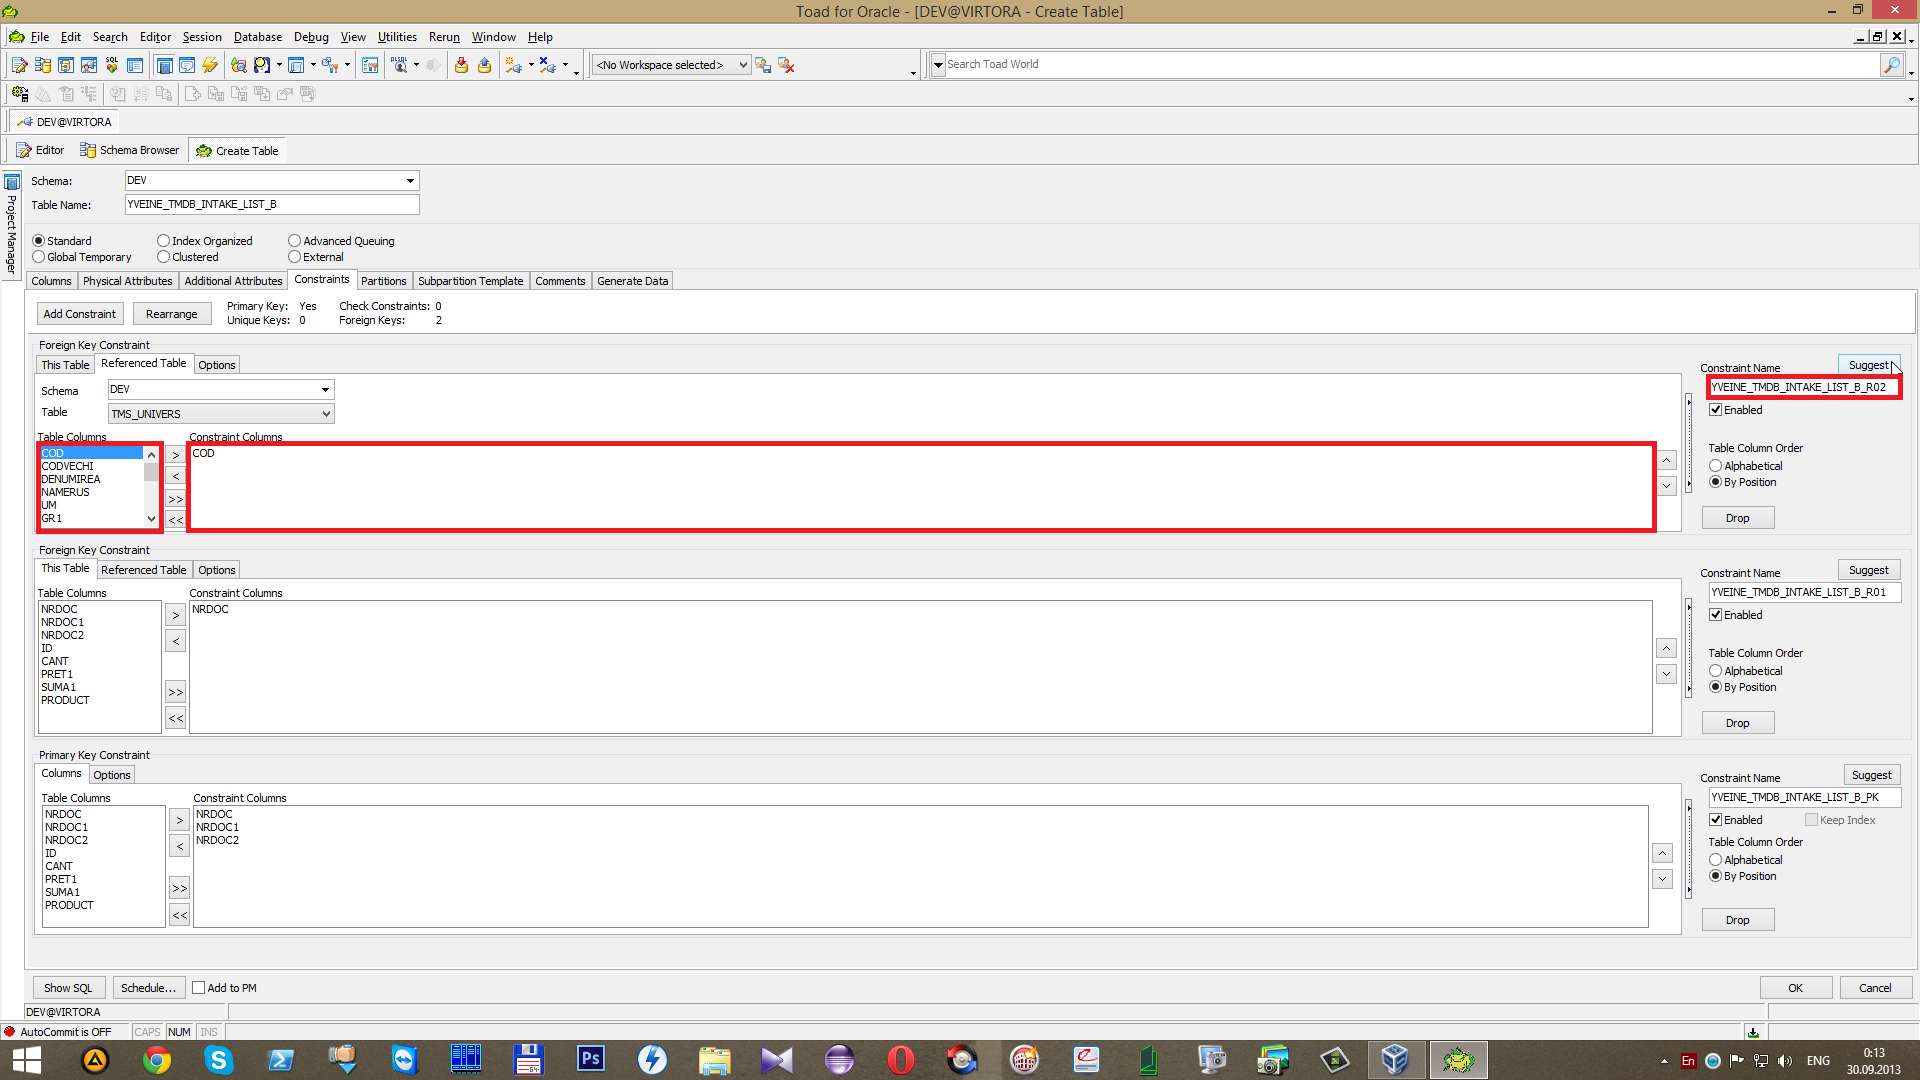 Toad for Oracle - [DEV@VIRTORA - Create Table]
File Edit Search Editor Session Database Debug View Utilities Rerun Window Help
<No Workspace selected>
Search Toad World
DEV@VIRTORA
Editor Schema Browser Create Table
Project Manager
Schema: DEV
Table Name: YVEINE_TMDB_INTAKE_LIST_B
Standard Index Organized Advanced Queuing
Global Temporary Clustered External
Columns Physical Attributes Additional Attributes Constraints Partitions Subpartition Template Comments Generate Data
Add Constraint Rearrange
Primary Key: Yes Check Constraints: 0
Unique Keys: 0 Foreign Keys: 2
Foreign Key Constraint
This Table Referenced Table Options
Schema DEV
Table TMS_UNIVERS
Table Columns Constraint Columns
COD
CODVECHI
DENUMIREA
NAMERUS
UM
GR1
>
<
>>
<<
COD
Constraint Name Suggest
YVEINE_TMDB_INTAKE_LIST_B_R02
Enabled
Table Column Order
Alphabetical
By Position
Drop
Foreign Key Constraint
This Table Referenced Table Options
Table Columns Constraint Columns
NRDOC
NRDOC1
NRDOC2
ID
CANT
PRET1
SUMA1
PRODUCT
>
<
>>
<<
NRDOC
Constraint Name Suggest
YVEINE_TMDB_INTAKE_LIST_B_R01
Enabled
Table Column Order
Alphabetical
By Position
Drop
Primary Key Constraint
Columns Options
Table Columns Constraint Columns
NRDOC
NRDOC1
NRDOC2
ID
CANT
PRET1
SUMA1
PRODUCT
>
<
>>
<<
NRDOC
NRDOC1
NRDOC2
Constraint Name Suggest
YVEINE_TMDB_INTAKE_LIST_B_PK
Enabled Keep Index
Table Column Order
Alphabetical
By Position
Drop
Show SQL Schedule... Add to PM OK Cancel
DEV@VIRTORA
AutoCommit is OFF CAPS NUM INS
Ps
64
En
ENG
0:13
30.09.2013